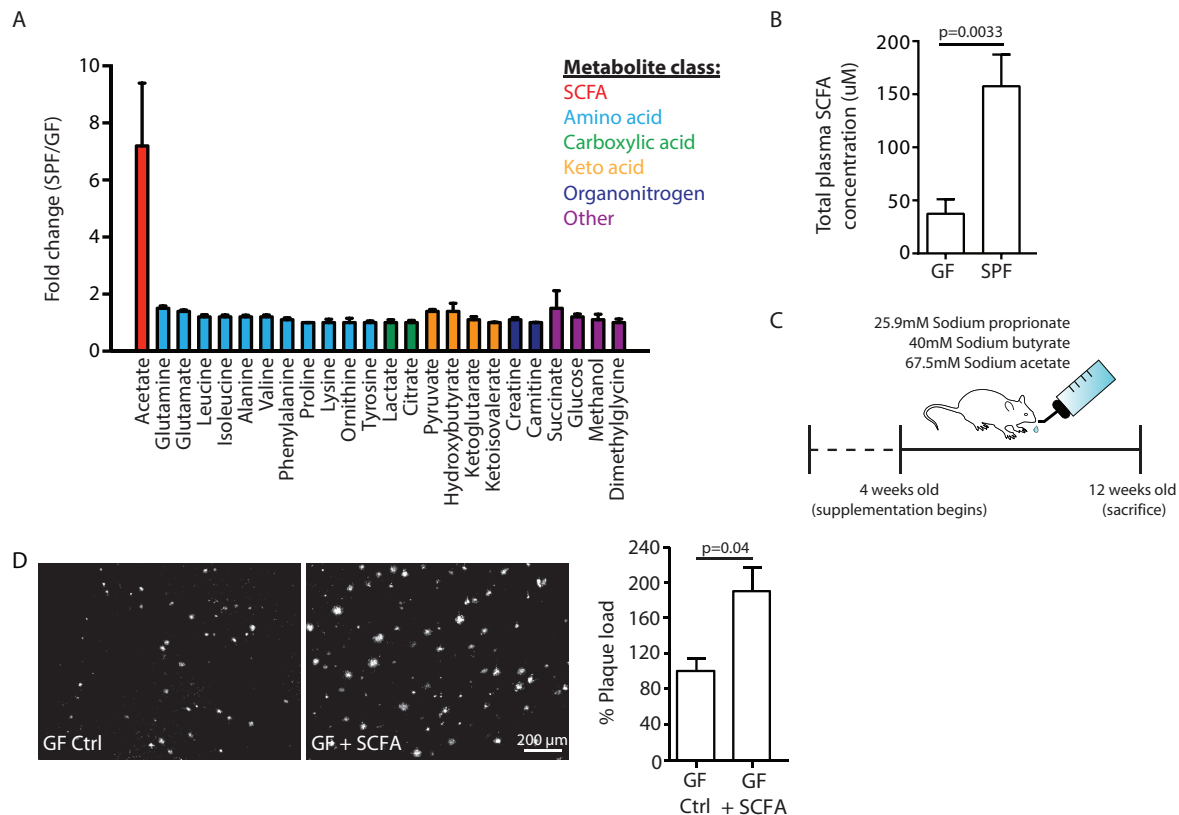 A
Fold change (SPF/GF)
10
8
6
4
2
0
Acetate
Glutamine
Glutamate
Leucine
Isoleucine
Alanine
Valine
Phenylalanine
Proline
Lysine
Ornithine
Tyrosine
Lactate
Citrate
Pyruvate
Hydroxybutyrate
Ketoglutarate
Ketoisovalerate
Creatine
Carnitine
Succinate
Glucose
Methanol
Dimethylglycine
Metabolite class:
SCFA
Amino acid
Carboxylic acid
Keto acid
Organonitrogen
Other
B
p=0.0033
Total plasma SCFA
concentration (uM)
200
150
100
50
0
GF
SPF
C
25.9mM Sodium proprionate
40mM Sodium butyrate
67.5mM Sodium acetate
4 weeks old
(supplementation begins)
12 weeks old
(sacrifice)
D
GF Ctrl
GF + SCFA
200 µm
% Plaque load
240
200
160
120
80
40
0
p=0.04
GF
Ctrl
GF
+ SCFA